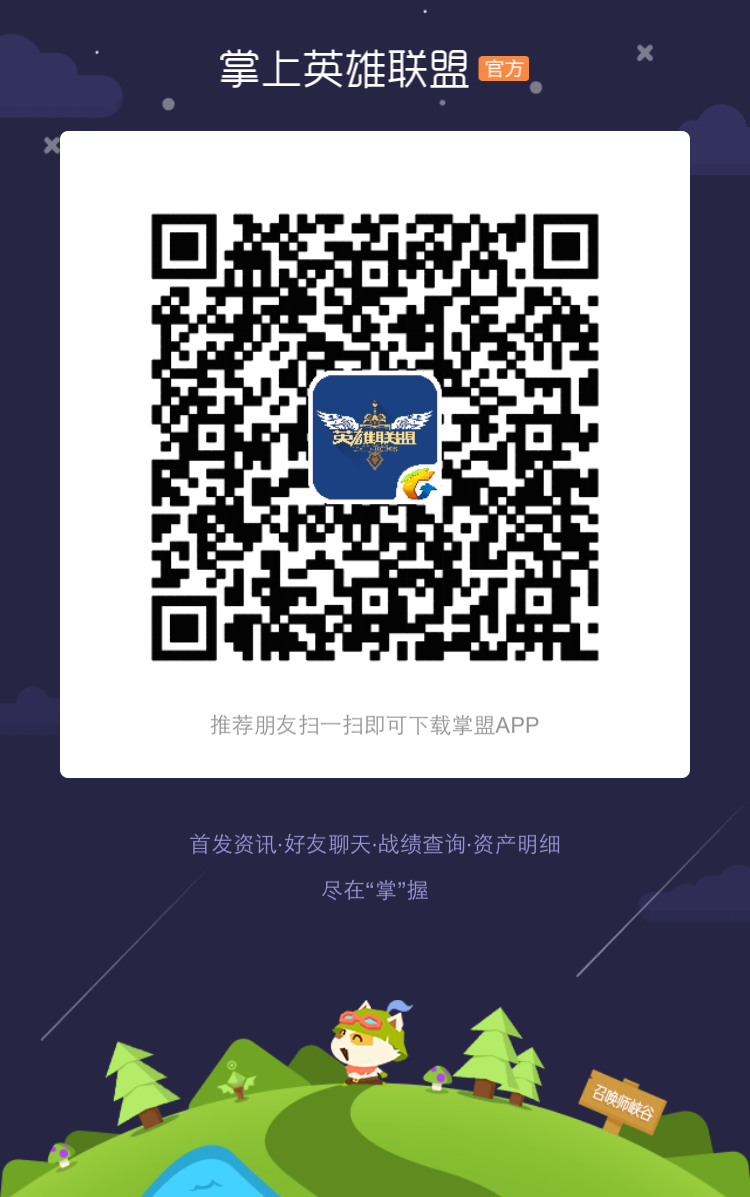 掌上英雄联盟 官方
英雄联盟
推荐朋友扫一扫即可下载掌盟APP
首发资讯·好友聊天·战绩查询·资产明细
尽在“掌”握
召唤师峡谷